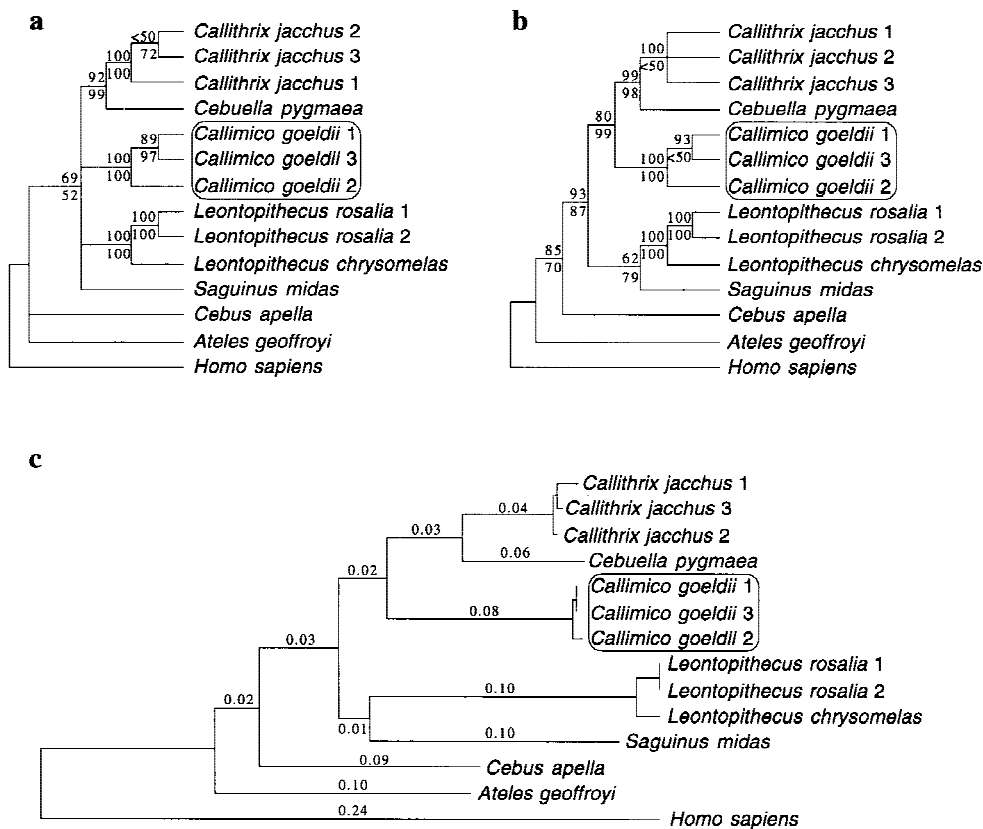 a
<50
Callithrix jacchus 2
100
72
Callithrix jacchus 3
92
100
Callithrix jacchus 1
99
Cebuella pygmaea
89
Callimico goeldii 1
100
97
Callimico goeldii 3
69
100
Callimico goeldii 2
52
100
Leontopithecus rosalia 1
100
100
Leontopithecus rosalia 2
100
Leontopithecus chrysomelas
Saguinus midas
Cebus apella
Ateles geoffroyi
Homo sapiens
b
Callithrix jacchus 1
100
Callithrix jacchus 2
99
<50
Callithrix jacchus 3
98
Cebuella pygmaea
80
93
Callimico goeldii 1
99
100
<50
Callimico goeldii 3
100
Callimico goeldii 2
93
87
100
Leontopithecus rosalia 1
100
100
Leontopithecus rosalia 2
85
62
100
Leontopithecus chrysomelas
70
79
Saguinus midas
Cebus apella
Ateles geoffroyi
Homo sapiens
c
Callithrix jacchus 1
0.04
Callithrix jacchus 3
0.03
Callithrix jacchus 2
0.06
Cebuella pygmaea
0.02
Callimico goeldii 1
0.08
Callimico goeldii 3
0.03
Callimico goeldii 2
Leontopithecus rosalia 1
0.10
Leontopithecus rosalia 2
0.02
Leontopithecus chrysomelas
0.01
0.10
Saguinus midas
0.09
Cebus apella
0.10
Ateles geoffroyi
0.24
Homo sapiens